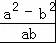 a² − b²
ab